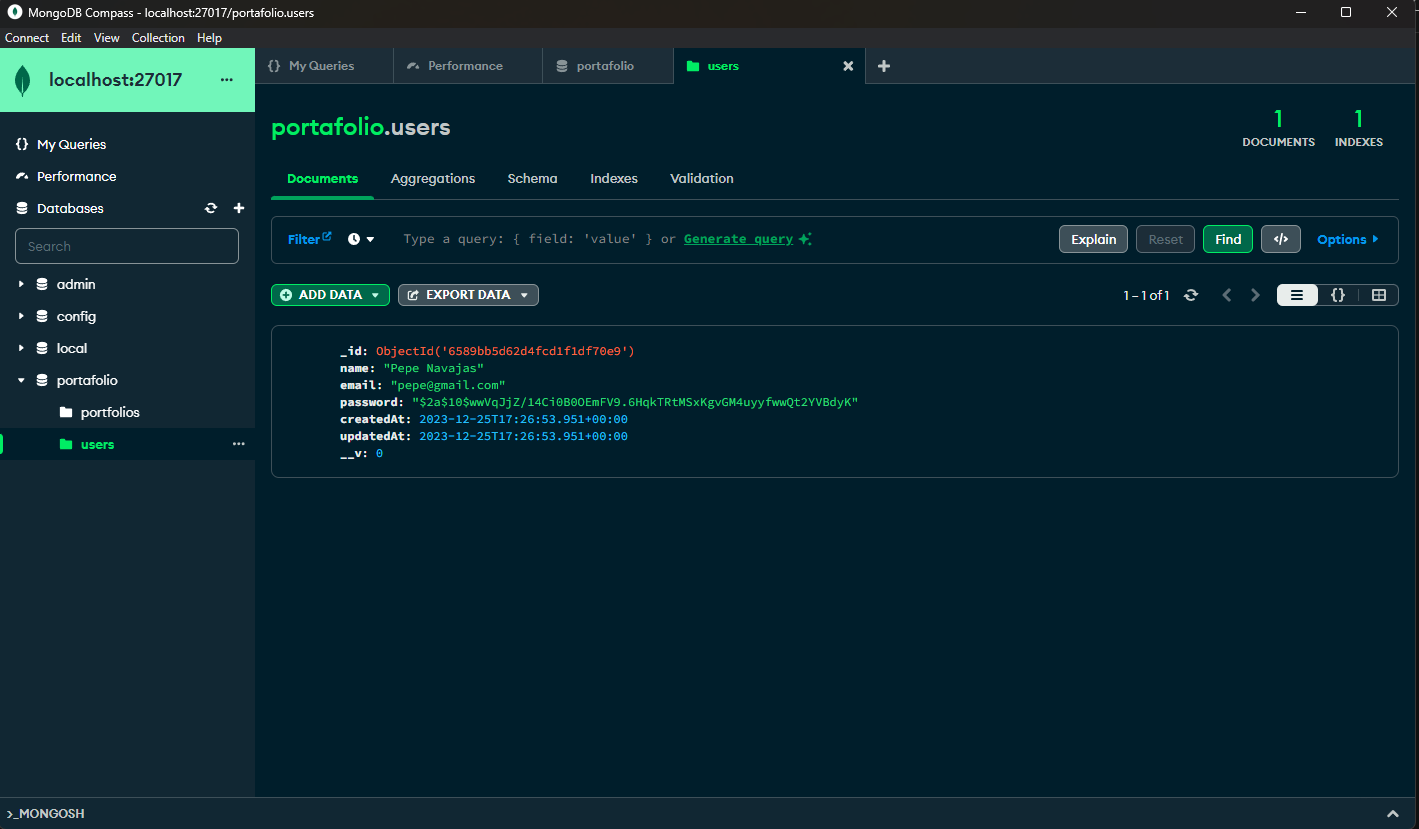 MongoDB Compass - localhost:27017/portafolio.users
Connect Edit View Collection Help
localhost:27017 ...
{} My Queries
Performance
portafolio
users
My Queries
Performance
Databases
Search
admin
config
local
portafolio
portfolios
users ...
portafolio.users
1
DOCUMENTS
1
INDEXES
Documents Aggregations Schema Indexes Validation
Filter
Type a query: { field: 'value' } or Generate query
Explain Reset Find </> Options
ADD DATA EXPORT DATA
1 – 1 of 1
{}
_id: ObjectId('6589bb5d62d4fcd1f1df70e9')
name: "Pepe Navajas"
email: "pepe@gmail.com"
password: "$2a$10$wwVqJjZ/14Ci0B0OEmFV9.6HqkTRtMSxKgvGM4uyyfwwQt2YVBdyK"
createdAt: 2023-12-25T17:26:53.951+00:00
updatedAt: 2023-12-25T17:26:53.951+00:00
__v: 0
>_MONGOSH